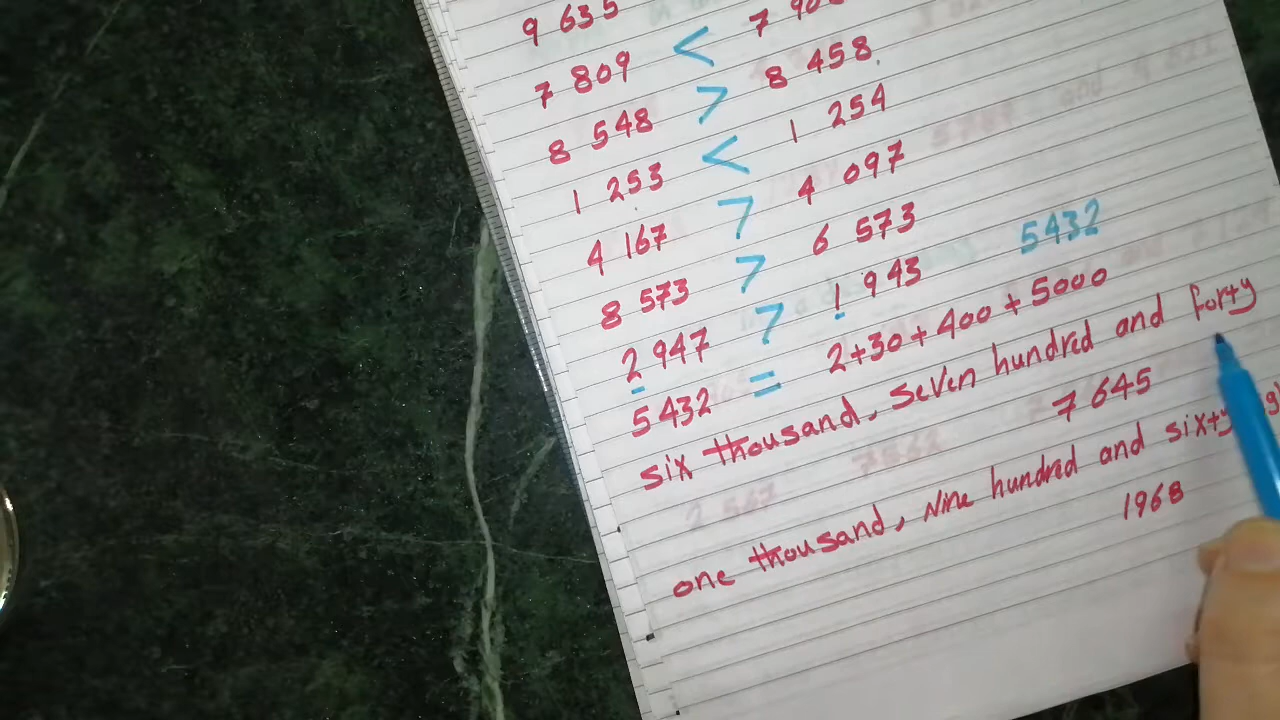 9 635
7 809 < 7 90
8 548 > 8 458
1 253 < 1 254
4 167 > 4 097
8 573 > 6 573
2 947 > 1 943 5432
5432 = 2+30+400+5000
six thousand, seven hundred and forty
7 645
one thousand, Nine hundred and sixty
1968